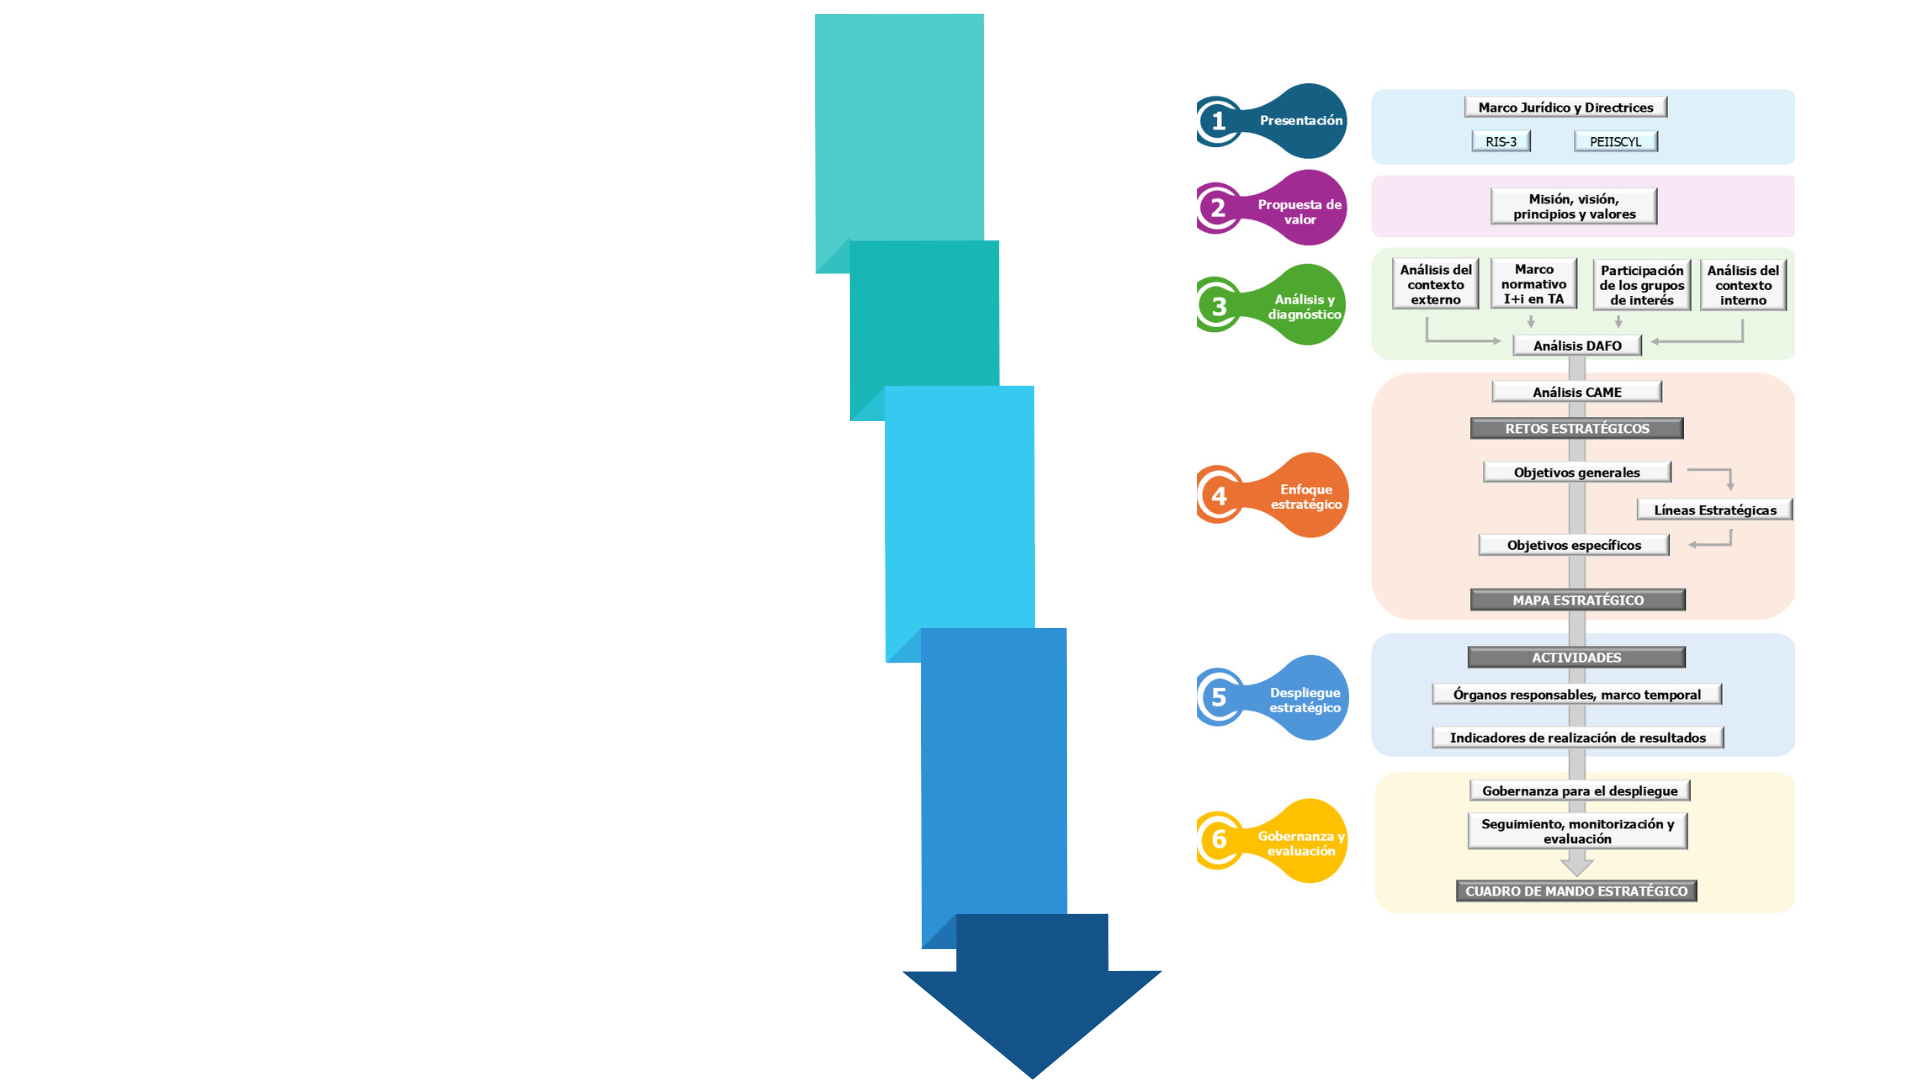 1
Presentación
Marco Jurídico y Directrices
RIS-3
PEIISCYL
2
Propuesta de
valor
Misión, visión,
principios y valores
3
Análisis y
diagnóstico
Análisis del
contexto
externo
Marco
normativo
I+i en TA
Participación
de los grupos
de interés
Análisis del
contexto
interno
Análisis DAFO
4
Enfoque
estratégico
Análisis CAME
RETOS ESTRATÉGICOS
Objetivos generales
Líneas Estratégicas
Objetivos específicos
MAPA ESTRATÉGICO
5
Despliegue
estratégico
ACTIVIDADES
Órganos responsables, marco temporal
Indicadores de realización de resultados
6
Gobernanza y
evaluación
Gobernanza para el despliegue
Seguimiento, monitorización y
evaluación
CUADRO DE MANDO ESTRATÉGICO